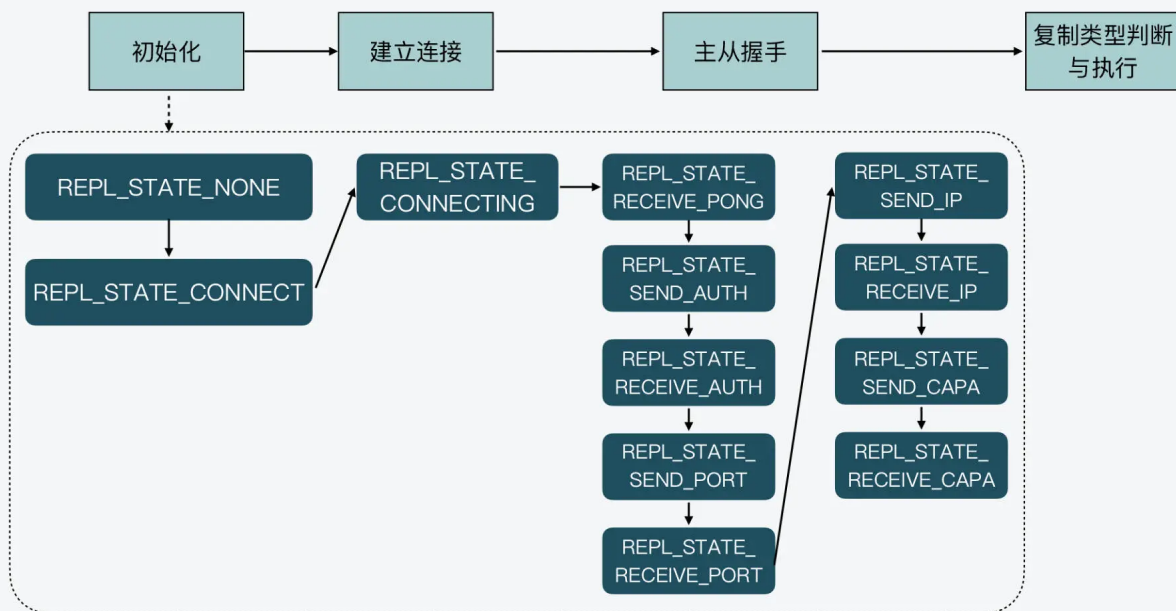 初始化
建立连接
主从握手
复制类型判断
与执行
REPL_STATE_NONE
REPL_STATE_CONNECT
REPL_STATE_
CONNECTING
REPL_STATE_
RECEIVE_PONG
REPL_STATE_
SEND_AUTH
REPL_STATE_
RECEIVE_AUTH
REPL_STATE_
SEND_PORT
REPL_STATE_
RECEIVE_PORT
REPL_STATE_
SEND_IP
REPL_STATE_
RECEIVE_IP
REPL_STATE_
SEND_CAPA
REPL_STATE_
RECEIVE_CAPA